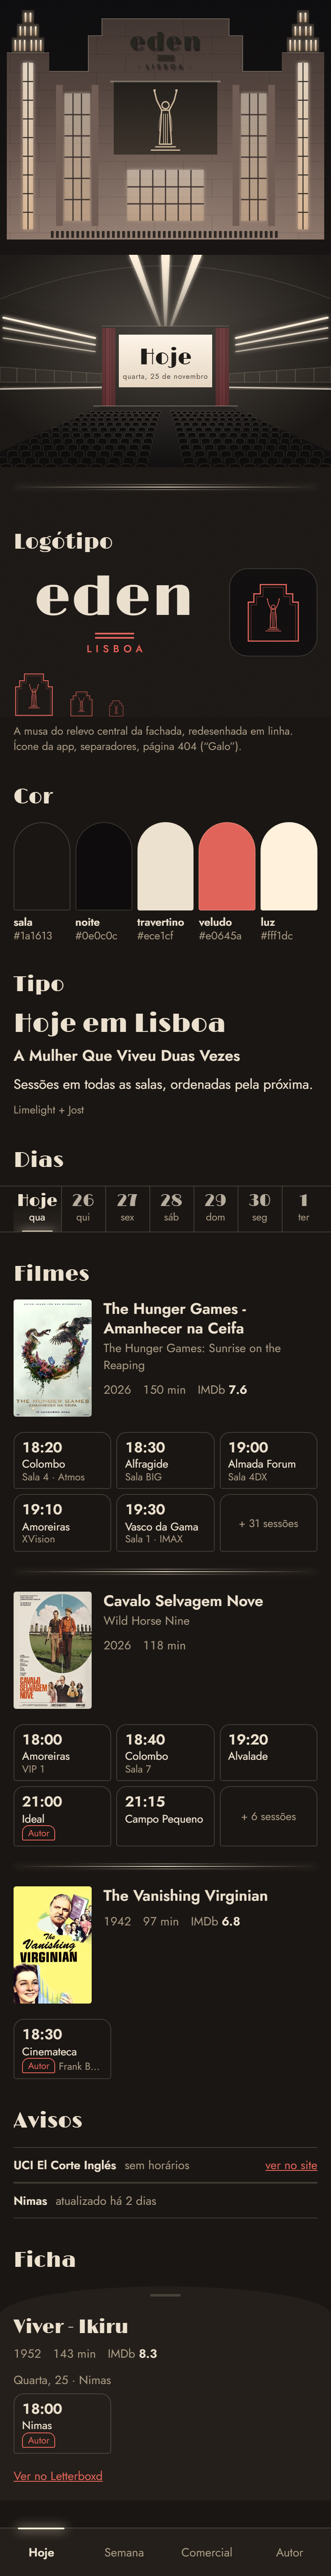 eden
LISBOA
Hoje
quarta, 25 de novembro
Logótipo
eden
LISBOA
A musa do relevo central da fachada, redesenhada em linha.
Ícone da app, separadores, página 404 (“Galo”).
Cor
sala
#1a1613
noite
#0e0c0c
travertino
#ece1cf
veludo
#e0645a
luz
#fff1dc
Tipo
Hoje em Lisboa
A Mulher Que Viveu Duas Vezes
Sessões em todas as salas, ordenadas pela próxima.
Limelight + Jost
Dias
Hoje 26 27 28 29 30 1
qua qui sex sáb dom seg ter
Filmes
THE HUNGER GAMES
The Hunger Games -
Amanhecer na Ceifa
The Hunger Games: Sunrise on the
Reaping
2026 150 min IMDb 7.6
18:20
Colombo
Sala 4 · Atmos
18:30
Alfragide
Sala BIG
19:00
Almada Forum
Sala 4DX
19:10
Amoreiras
XVision
19:30
Vasco da Gama
Sala 1 · IMAX
+ 31 sessões
CAVALO
SELVAGEM
NOVE
Cavalo Selvagem Nove
Wild Horse Nine
2026 118 min
18:00
Amoreiras
VIP 1
18:40
Colombo
Sala 7
19:20
Alvalade
21:00
Ideal
Autor
21:15
Campo Pequeno
+ 6 sessões
The
Vanishing
VIRGINIAN
The Vanishing Virginian
1942 97 min IMDb 6.8
18:30
Cinemateca
Autor Frank B…
Avisos
UCI El Corte Inglés sem horários ver no site
Nimas atualizado há 2 dias
Ficha
Viver - Ikiru
1952 143 min IMDb 8.3
Quarta, 25 · Nimas
18:00
Nimas
Autor
Ver no Letterboxd
Hoje Semana Comercial Autor